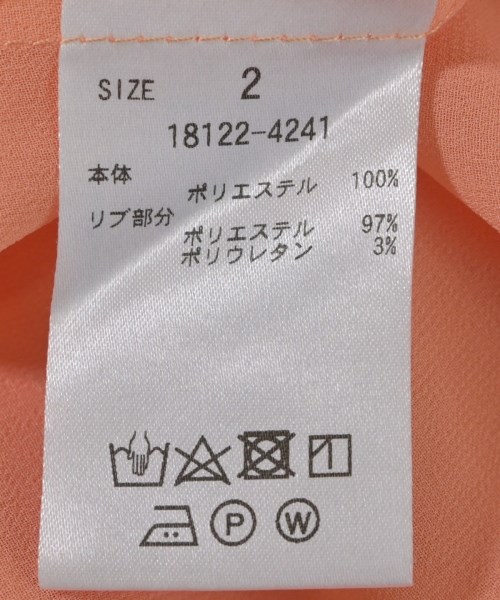 SIZE 2
18122-4241
本体 ポリエステル 100%
リブ部分 ポリエステル 97%
ポリウレタン 3%
P W